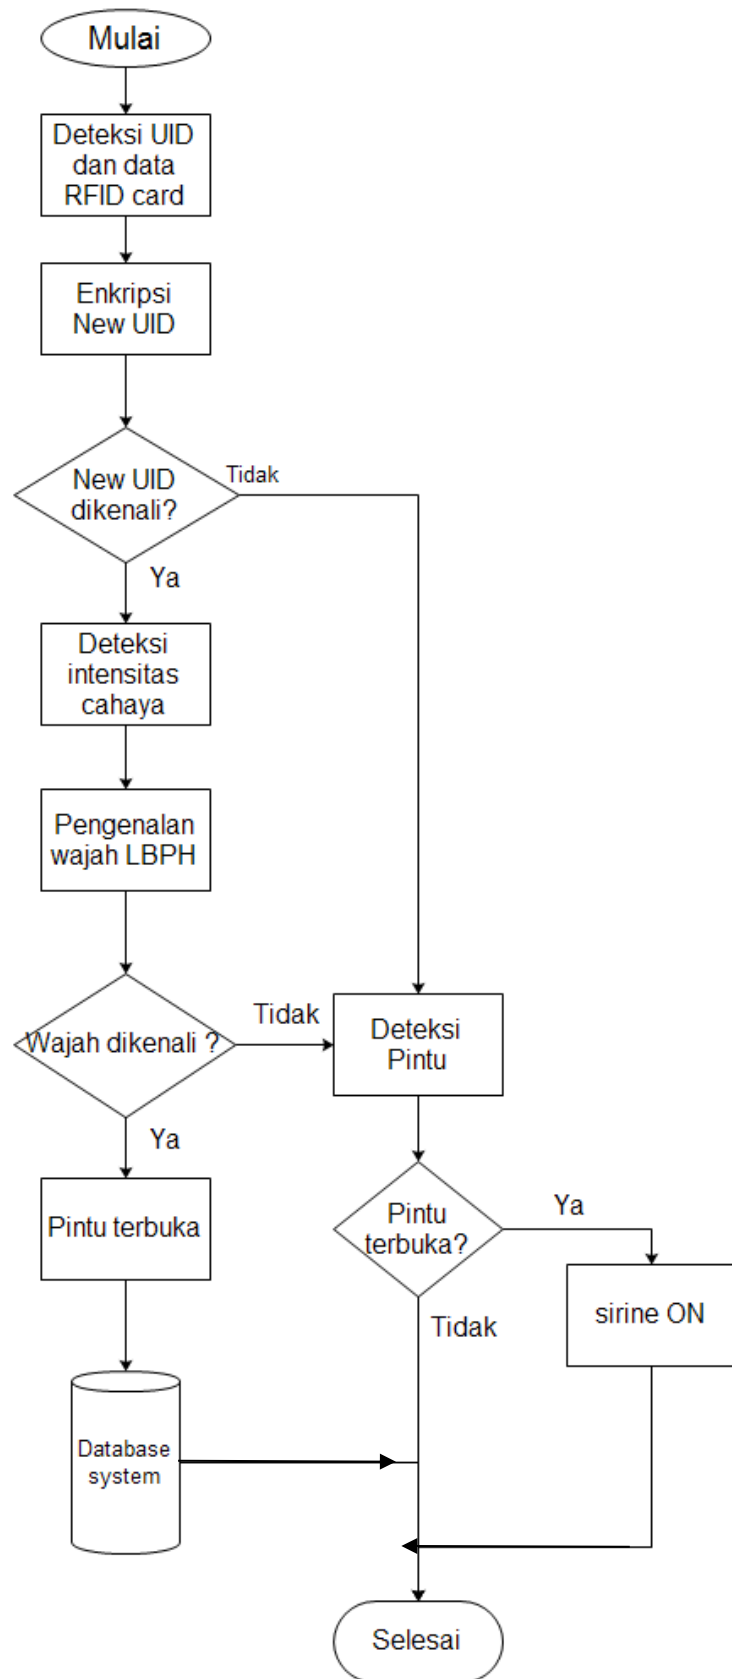 Mulai
Deteksi UID
dan data
RFID card
Enkripsi
New UID
New UID
dikenali?
Tidak
Ya
Deteksi
intensitas
cahaya
Pengenalan
wajah LBPH
Wajah dikenali ?
Tidak
Deteksi
Pintu
Ya
Pintu terbuka
Pintu
terbuka?
Ya
sirine ON
Tidak
Database
system
Selesai